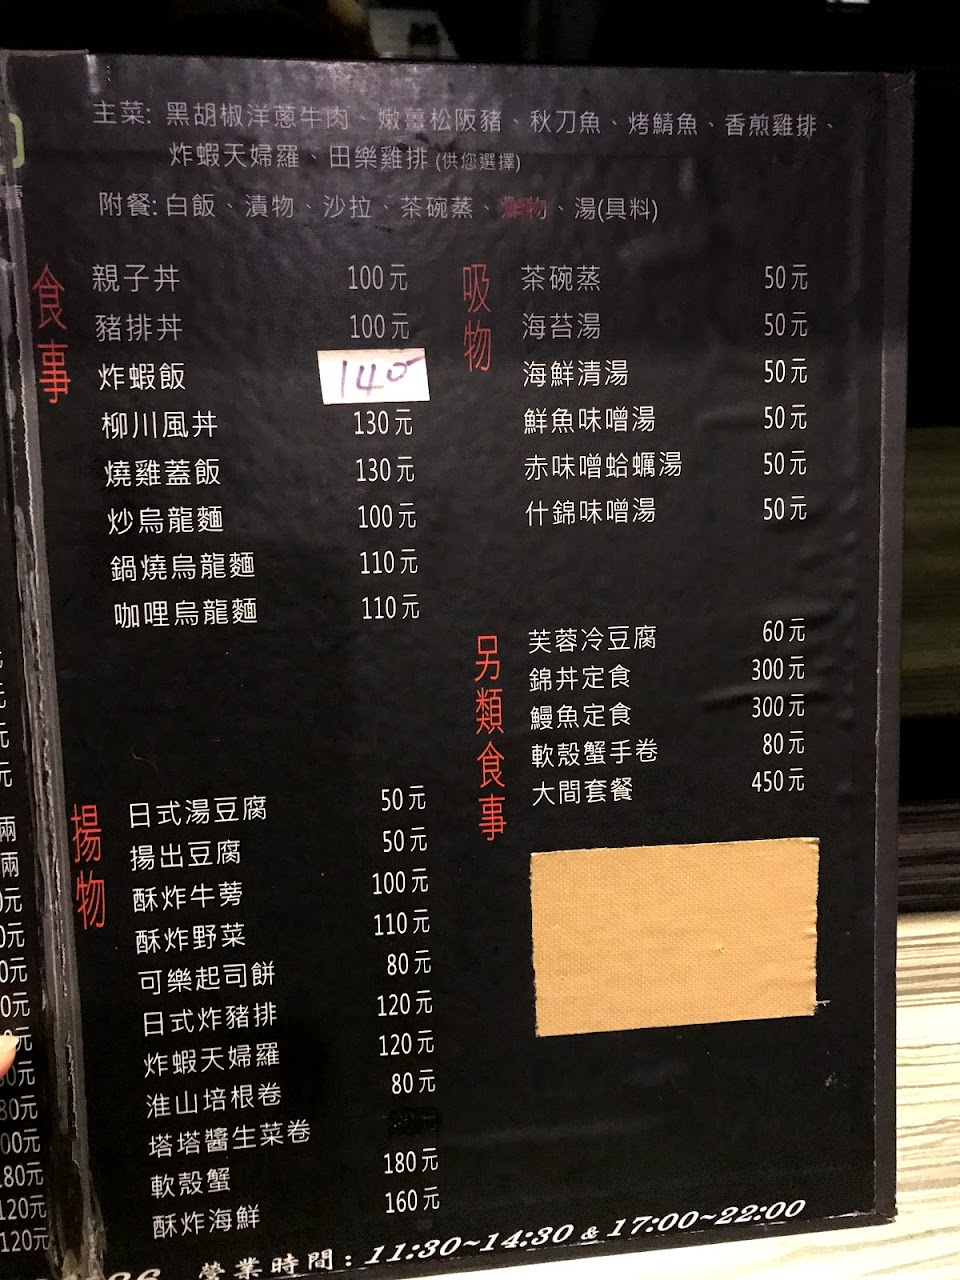 主菜: 黑胡椒洋蔥牛肉、嫩薑松阪豬、秋刀魚、烤鯖魚、香煎雞排、
炸蝦天婦羅、田樂雞排 (供您選擇)
附餐: 白飯、漬物、沙拉、茶碗蒸、炸物、湯(具料)
食事
親子丼 100元
豬排丼 100元
炸蝦飯 140
柳川風丼 130元
燒雞蓋飯 130元
炒烏龍麵 100元
鍋燒烏龍麵 110元
咖哩烏龍麵 110元
揚物
日式湯豆腐 50元
揚出豆腐 50元
酥炸牛蒡 100元
酥炸野菜 110元
可樂起司餅 80元
日式炸豬排 120元
炸蝦天婦羅 120元
淮山培根卷 80元
塔塔醬生菜卷
軟殼蟹 180元
酥炸海鮮 160元
吸物
茶碗蒸 50元
海苔湯 50元
海鮮清湯 50元
鮮魚味噌湯 50元
赤味噌蛤蠣湯 50元
什錦味噌湯 50元
另類食事
芙蓉冷豆腐 60元
錦丼定食 300元
鰻魚定食 300元
軟殼蟹手卷 80元
大間套餐 450元
營業時間: 11:30~14:30 & 17:00~22:00